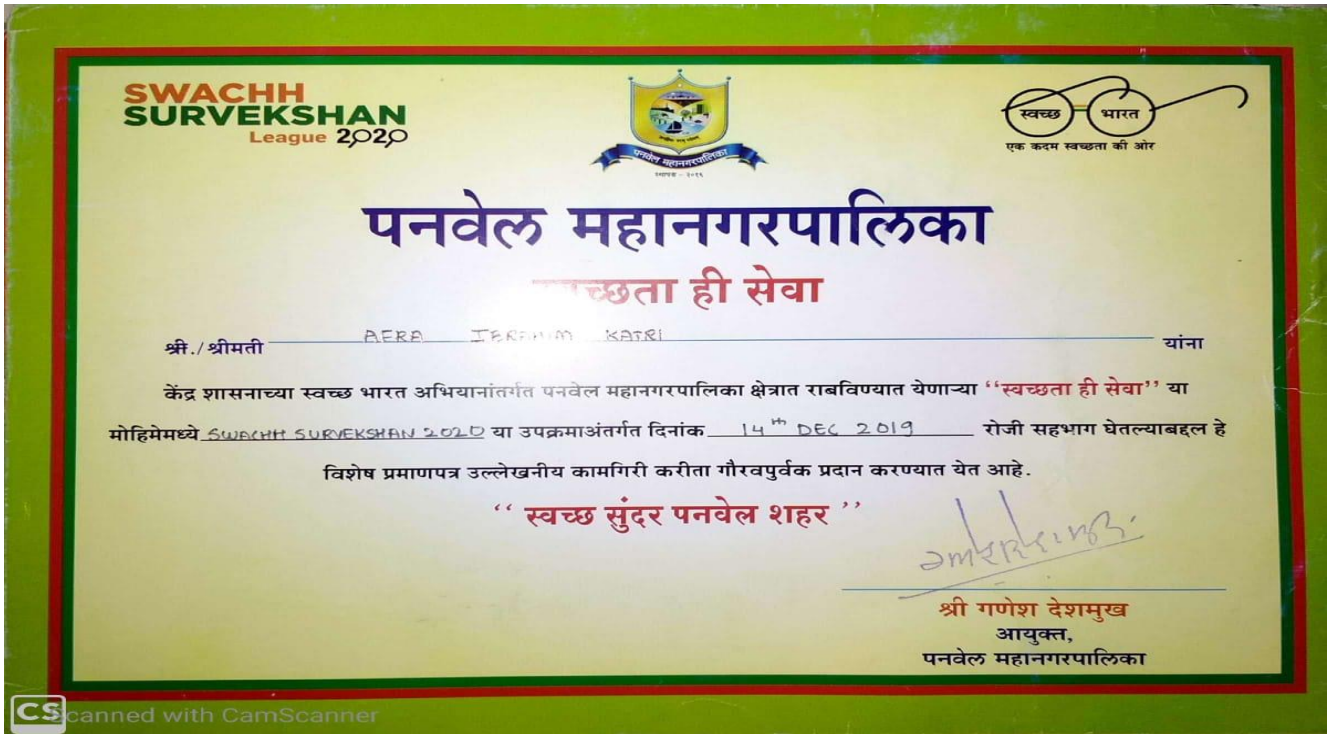 SWACHH
SURVEKSHAN
League 2020
पनवेल महानगरपालिका
स्वच्छ भारत
एक कदम स्वच्छता की ओर
पनवेल महानगरपालिका
ही सेवा
श्री./श्रीमती AFRA IBRAHIM KATRI यांना
केंद्र शासनाच्या स्वच्छ भारत अभियानांतर्गत पनवेल महानगरपालिका क्षेत्रात राबविण्यात येणाऱ्या ‘‘स्वच्छता ही सेवा’’ या
मोहिमेमध्ये SWACHH SURVEKSHAN 2020 या उपक्रमाअंतर्गत दिनांक 14th DEC 2019 रोजी सहभाग घेतल्याबद्दल हे
विशेष प्रमाणपत्र उल्लेखनीय कामगिरी करीता गौरवपुर्वक प्रदान करण्यात येत आहे.
‘‘ स्वच्छ सुंदर पनवेल शहर ’’
श्री गणेश देशमुख
आयुक्त,
पनवेल महानगरपालिका
CS Scanned with CamScanner